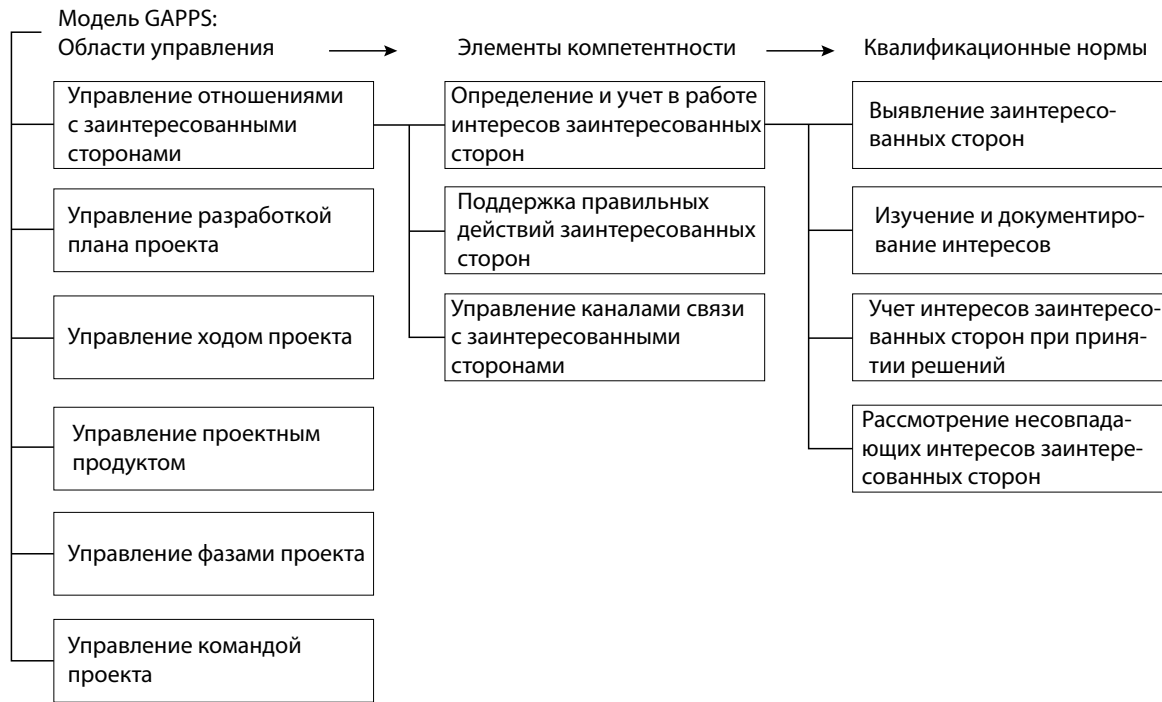 Модель GAPPS:
Области управления
Элементы компетентности
Квалификационные нормы
Управление отношениями
с заинтересованными
сторонами
Управление разработкой
плана проекта
Управление ходом проекта
Управление проектным
продуктом
Управление фазами проекта
Управление командой
проекта
Определение и учет в работе
интересов заинтересованных
сторон
Поддержка правильных
действий заинтересованных
сторон
Управление каналами связи
с заинтересованными
сторонами
Выявление заинтересо-
ванных сторон
Изучение и документиро-
вание интересов
Учет интересов заинтересо-
ванных сторон при приня-
тии решений
Рассмотрение несовпада-
ющих интересов заинтере-
сованных сторон